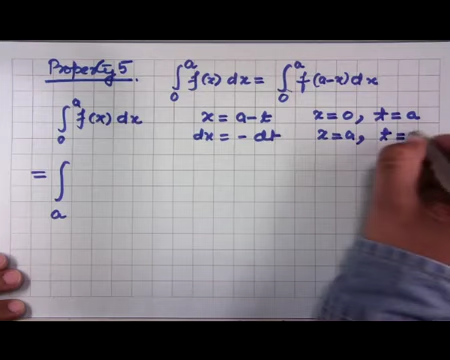 Property 5. ∫₀ᵃ f(x) dx = ∫₀ᵃ f(a-x) dx
∫₀ᵃ f(x) dx x = a - t x = 0, t = a
dx = - dt x = a, t =
= ∫ₐ